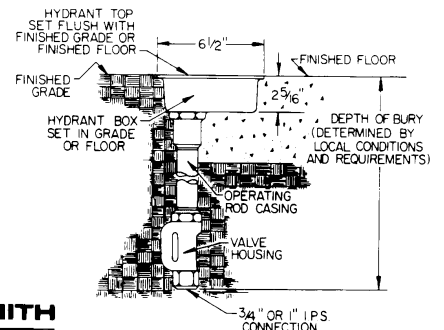 HYDRANT TOP
SET FLUSH WITH
FINISHED GRADE OR
FINISHED FLOOR
6 1/2"
FINISHED FLOOR
FINISHED
GRADE
2 5/16"
HYDRANT BOX
SET IN GRADE
OR FLOOR
DEPTH OF BURY
(DETERMINED BY
LOCAL CONDITIONS
AND REQUIREMENTS)
OPERATING
ROD CASING
VALVE
HOUSING
MITH
3/4" OR 1" I.P.S.
CONNECTION